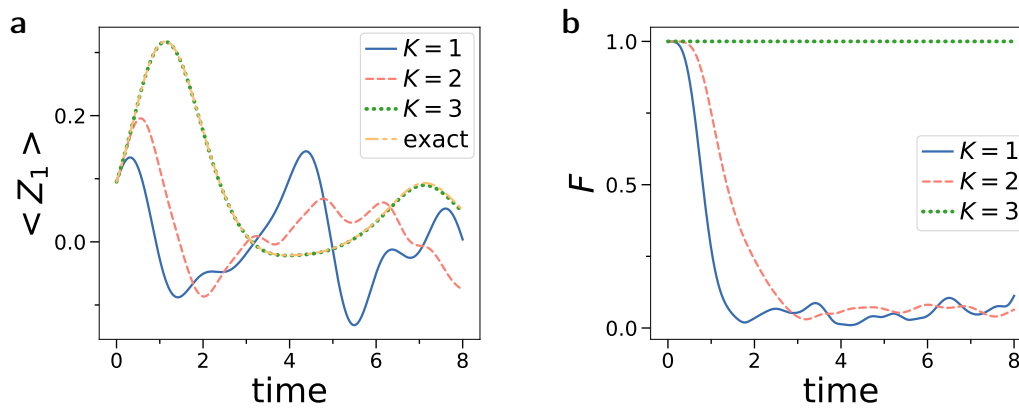 a
K = 1
K = 2
K = 3
exact
0.2
0.0
< Z1 >
0 2 4 6 8
time
b
1.0
0.5
0.0
F
K = 1
K = 2
K = 3
0 2 4 6 8
time